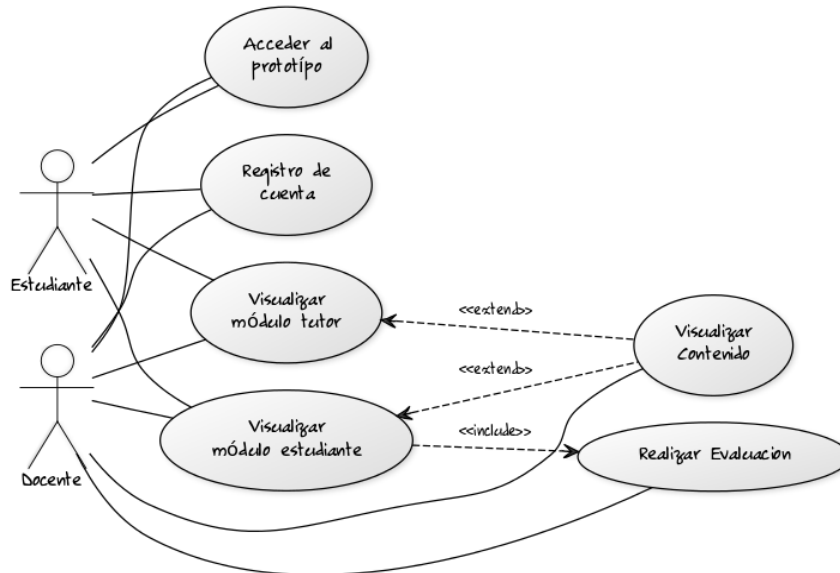 Acceder al
prototípo
Registro de
cuenta
Estudiante
Visualizar
módulo tutor
<<extend>>
Visualizar
Contenido
<<extend>>
Docente
Visualizar
módulo estudiante
<<include>>
Realizar Evaluacion